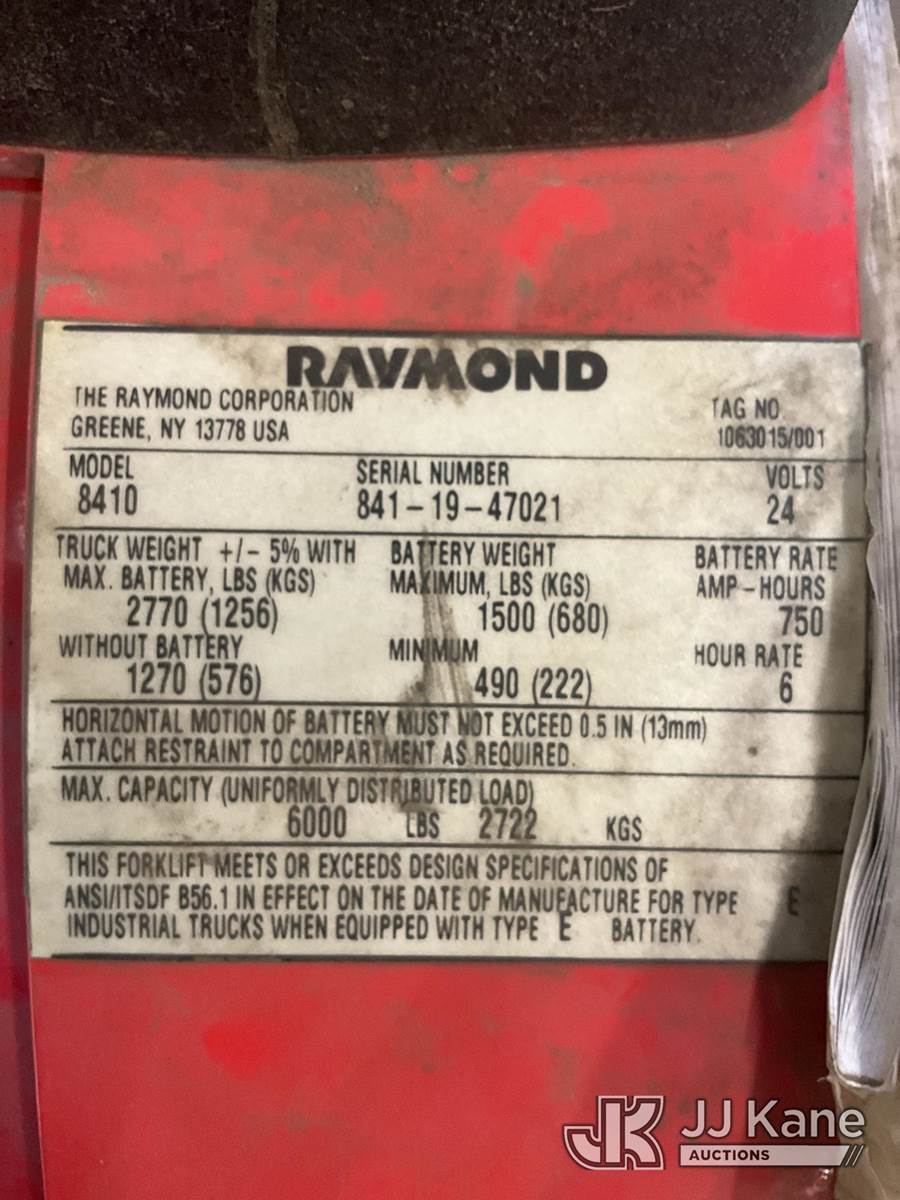 RAYMOND
THE RAYMOND CORPORATION
GREENE, NY 13778 USA
TAG NO.
1063015/001
MODEL
8410
SERIAL NUMBER
841-19-47021
VOLTS
24
TRUCK WEIGHT +/- 5% WITH
MAX. BATTERY, LBS (KGS)
2770 (1256)
WITHOUT BATTERY
1270 (576)
BATTERY WEIGHT
MAXIMUM, LBS (KGS)
1500 (680)
MINIMUM
490 (222)
BATTERY RATE
AMP-HOURS
750
HOUR RATE
6
HORIZONTAL MOTION OF BATTERY MUST NOT EXCEED 0.5 IN (13mm)
ATTACH RESTRAINT TO COMPARTMENT AS REQUIRED.
MAX. CAPACITY (UNIFORMLY DISTRIBUTED LOAD)
6000 LBS 2722 KGS
THIS FORKLIFT MEETS OR EXCEEDS DESIGN SPECIFICATIONS OF
ANSI/ITSDF B56.1 IN EFFECT ON THE DATE OF MANUFACTURE FOR TYPE E
INDUSTRIAL TRUCKS WHEN EQUIPPED WITH TYPE E BATTERY.
JK JJ Kane
AUCTIONS